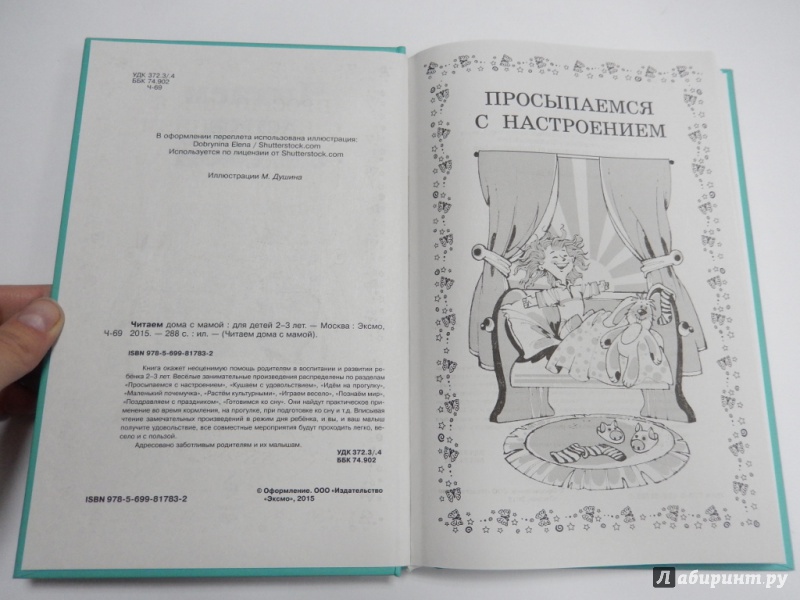 УДК 372.3/.4
ББК 74.902
Ч-69
В оформлении переплета использована иллюстрация:
Dobrynina Elena / Shutterstock.com
Используется по лицензии от Shutterstock.com
Иллюстрации М. Душина
Читаем дома с мамой : для детей 2–3 лет. — Москва : Эксмо,
Ч-69 2015. — 288 с. : ил. — (Читаем дома с мамой).
ISBN 978-5-699-81783-2
Книга окажет неоценимую помощь родителям в воспитании и развитии ре-
бёнка 2–3 лет. Весёлые занимательные произведения распределены по разделам
«Просыпаемся с настроением», «Кушаем с удовольствием», «Идём на прогулку»,
«Маленький почемучка», «Растём культурными», «Играем весело», «Познаём мир»,
«Поздравляем с праздником», «Готовимся ко сну». Они найдут практическое при-
менение во время кормления, на прогулке, при подготовке ко сну и т.д. Вписывая
чтение замечательных произведений в режим дня ребёнка, и вы, и ваш малыш
получите удовольствие, все совместные мероприятия будут проходить легко, ве-
село и с пользой.
Адресовано заботливым родителям и их малышам.
УДК 372.3/.4
ББК 74.902
© Оформление. ООО «Издательство
«Эксмо», 2015
ISBN 978-5-699-81783-2
ПРОСЫПАЕМСЯ
С НАСТРОЕНИЕМ
Лабиринт.ру